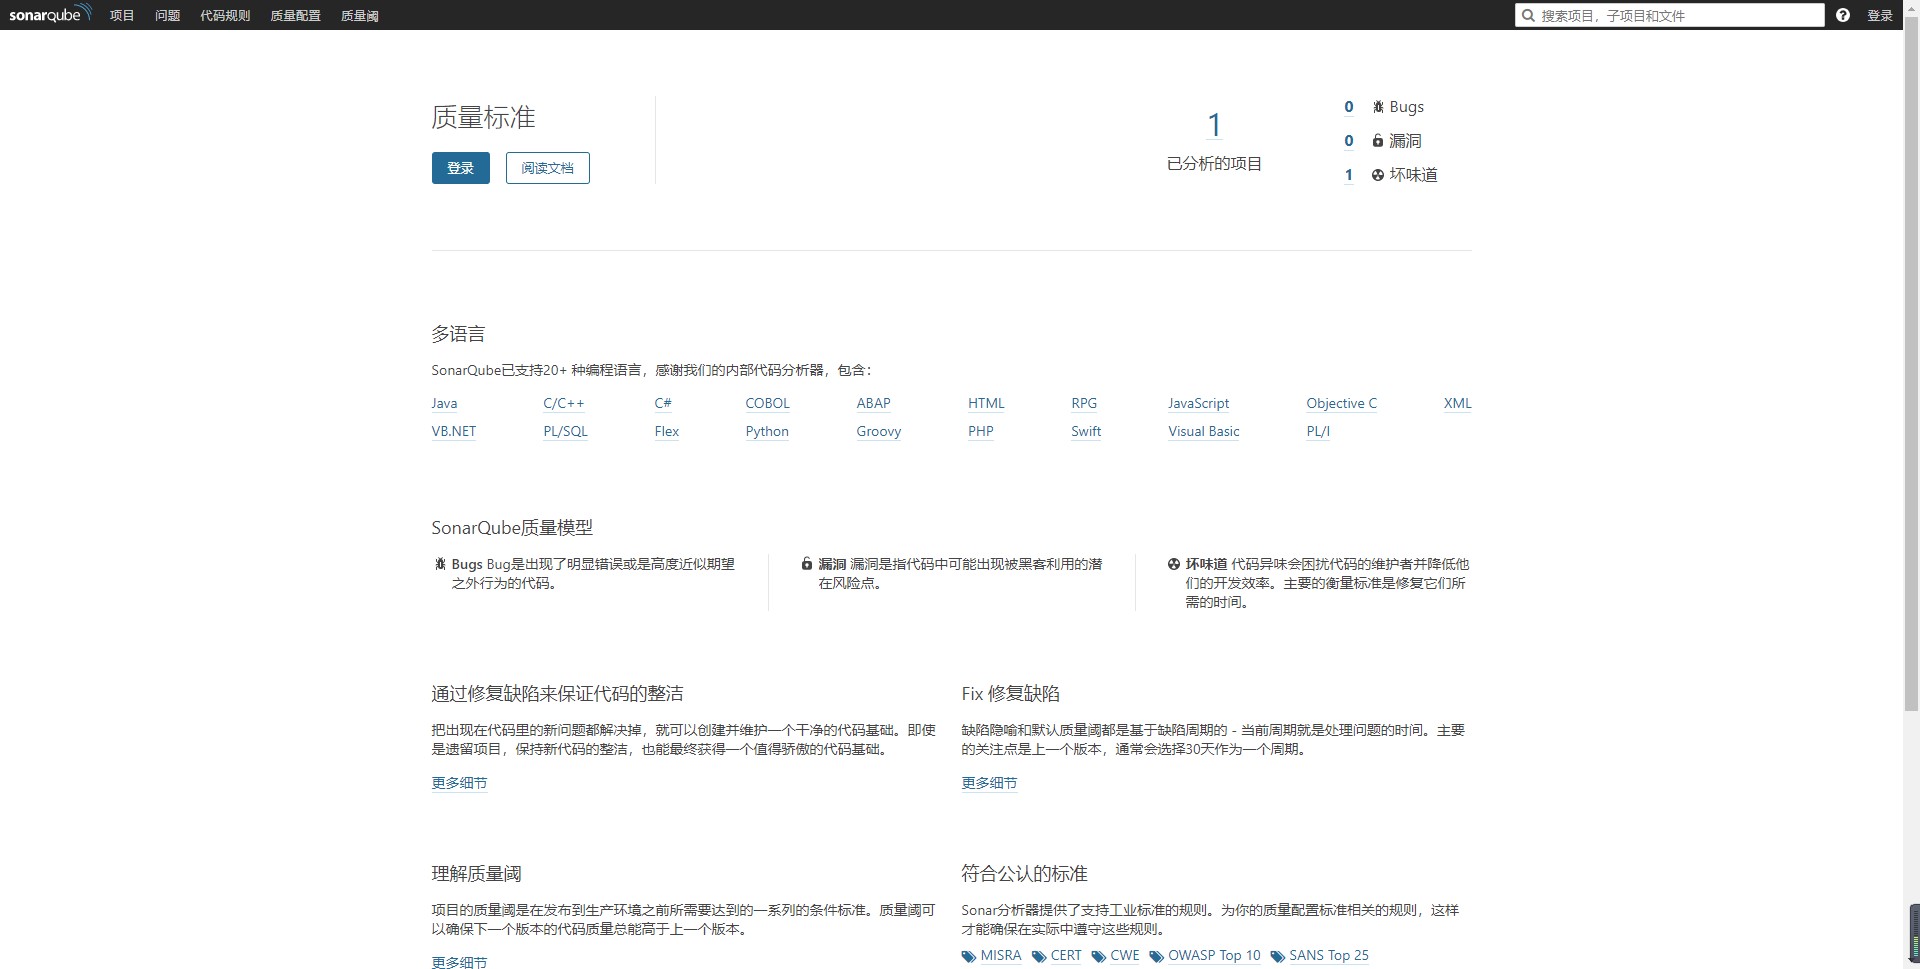 sonarqube 项目 问题 代码规则 质量配置 质量阈 搜索项目，子项目和文件 登录
质量标准
登录 阅读文档
1
已分析的项目
0 Bugs
0 漏洞
1 坏味道
多语言
SonarQube已支持20+ 种编程语言，感谢我们的内部代码分析器，包含：
Java C/C++ C# COBOL ABAP HTML RPG JavaScript Objective C XML
VB.NET PL/SQL Flex Python Groovy PHP Swift Visual Basic PL/I
SonarQube质量模型
Bugs Bug是出现了明显错误或是高度近似期望
之外行为的代码。
漏洞 漏洞是指代码中可能出现被黑客利用的潜
在风险点。
坏味道 代码异味会困扰代码的维护者并降低他
们的开发效率。主要的衡量标准是修复它们所
需的时间。
通过修复缺陷来保证代码的整洁
把出现在代码里的新问题都解决掉，就可以创建并维护一个干净的代码基础。即使
是遗留项目，保持新代码的整洁，也能最终获得一个值得骄傲的代码基础。
更多细节
Fix 修复缺陷
缺陷隐喻和默认质量阈都是基于缺陷周期的 - 当前周期就是处理问题的时间。主要
的关注点是上一个版本，通常会选择30天作为一个周期。
更多细节
理解质量阈
项目的质量阈是在发布到生产环境之前所需要达到的一系列的条件标准。质量阈可
以确保下一个版本的代码质量总能高于上一个版本。
更多细节
符合公认的标准
Sonar分析器提供了支持工业标准的规则。为你的质量配置标准相关的规则，这样
才能确保在实际中遵守这些规则。
MISRA CERT CWE OWASP Top 10 SANS Top 25